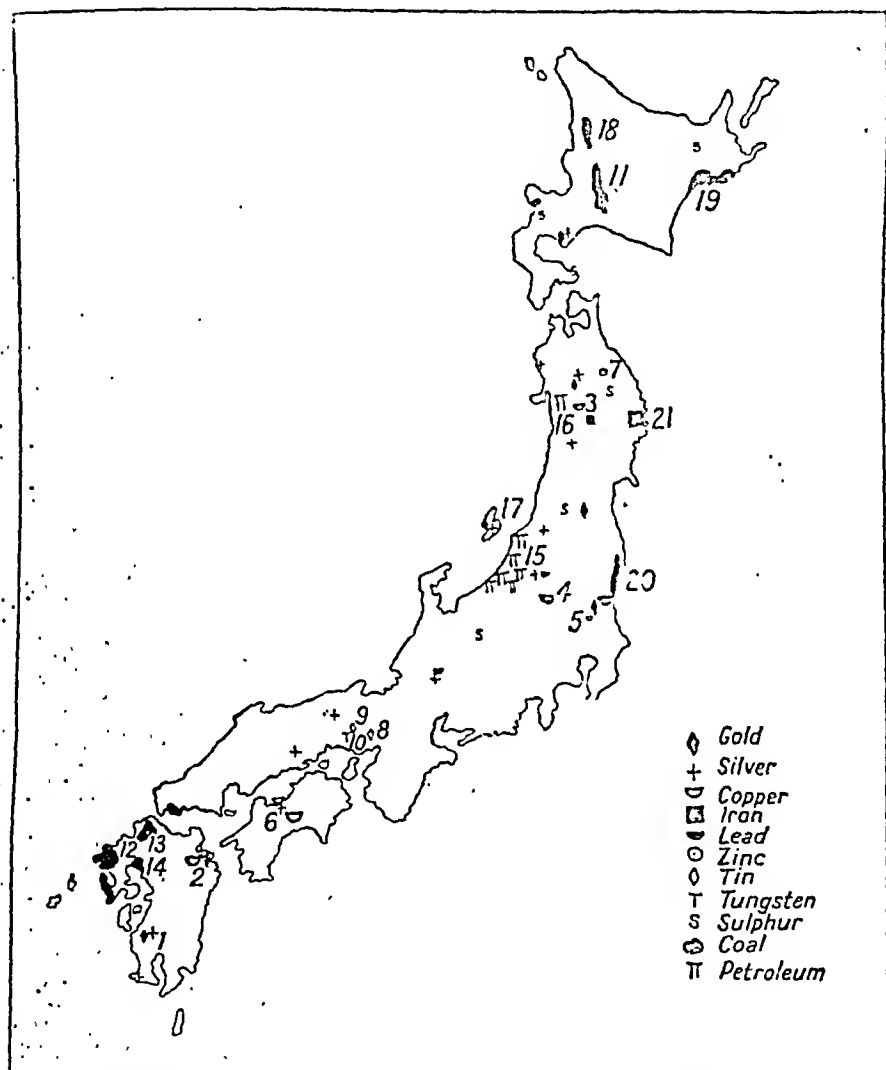 18
11
19
S
S
S
7
S
3
21
16
17
S
15
4
20
5
S
9
10
8
6
12
13
14
2
1
Gold
Silver
Copper
Iron
Lead
Zinc
Tin
T Tungsten
S Sulphur
Coal
Petroleum